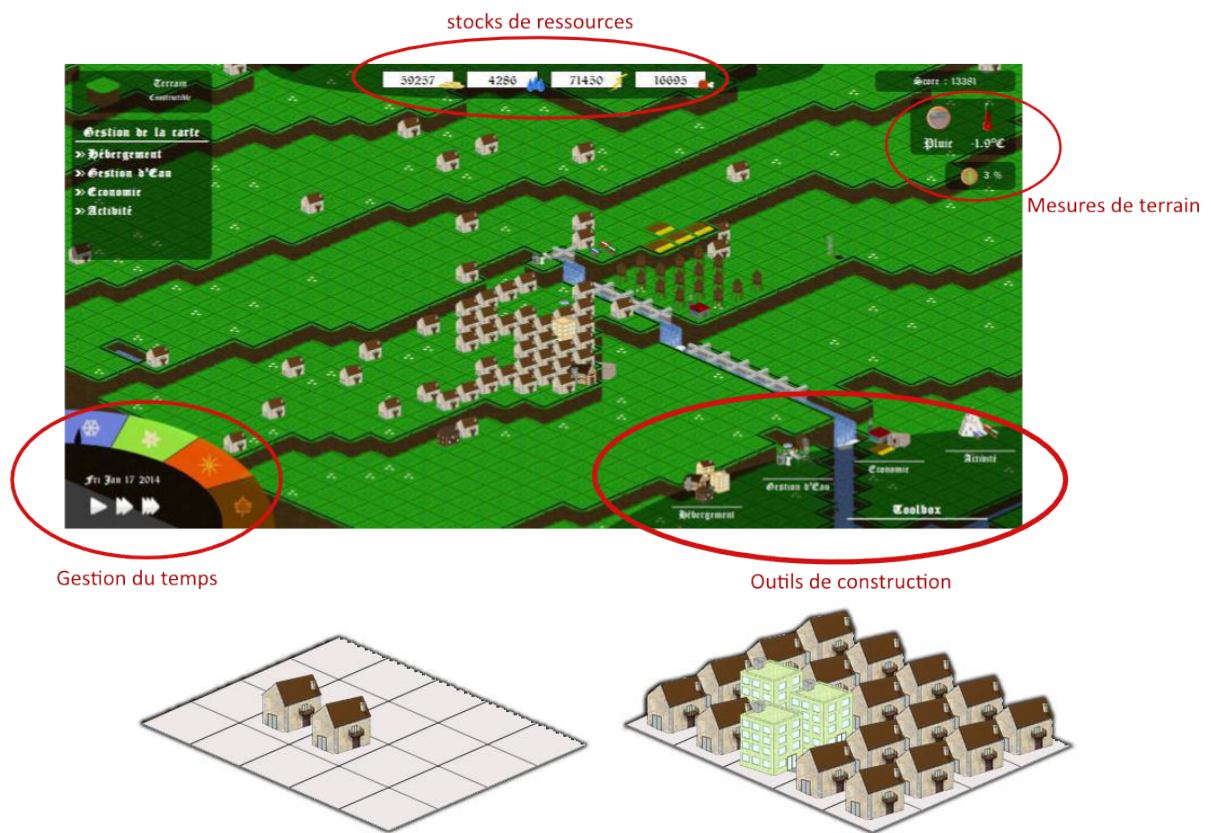 stocks de ressources
59257 4286 71450 16695
Terrain
Constructible
Score : 13381
Gestion de la carte
» Hébergement
» Gestion d'Eau
» Economie
» Activité
Pluie -1.9°C
3 %
Mesures de terrain
Fri Jan 17 2014
Hébergement
Gestion d'Eau
Economie
Activité
Toolbox
Gestion du temps
Outils de construction